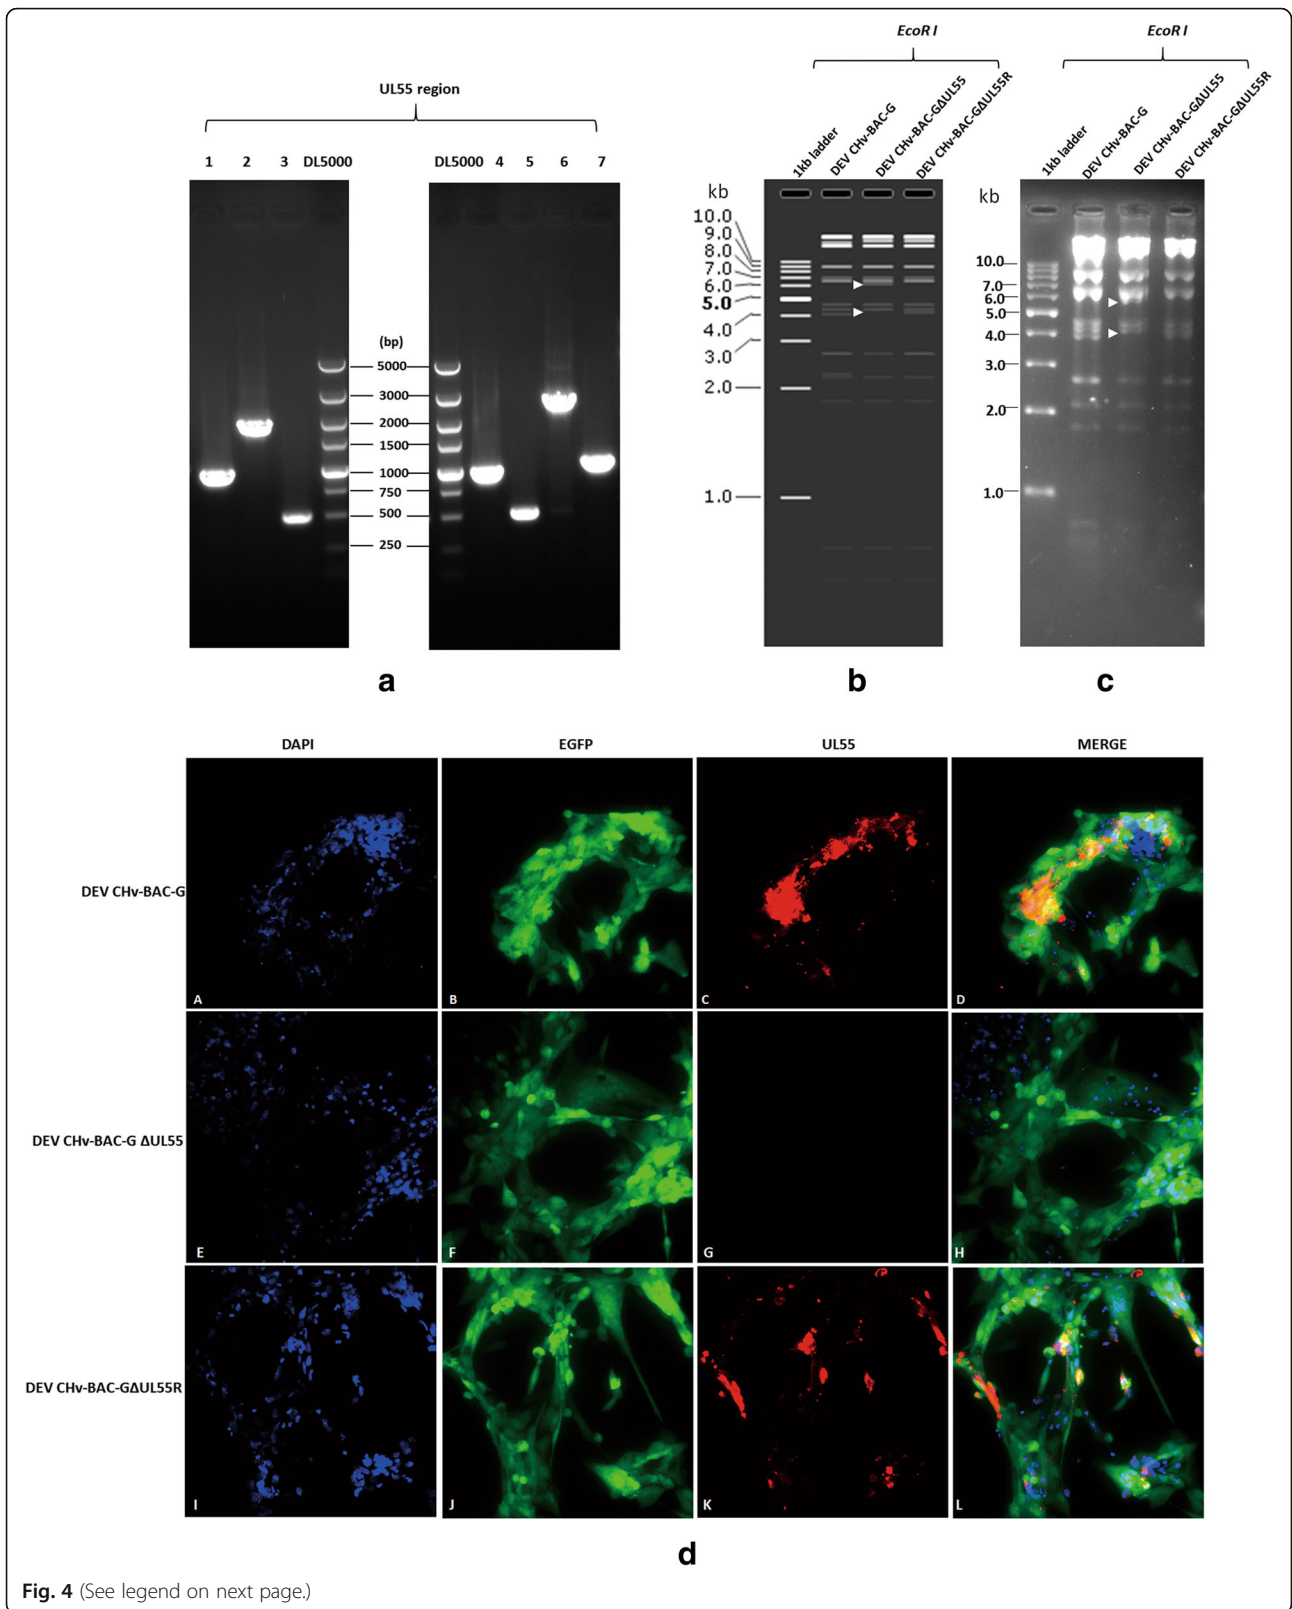 UL55 region
1 2 3 DL5000
DL5000 4 5 6 7
(bp)
5000
3000
2000
1500
1000
750
500
250
a
EcoR I
1kb ladder
DEV CHv-BAC-G
DEV CHv-BAC-GΔUL55
DEV CHv-BAC-GΔUL55R
kb
10.0
9.0
8.0
7.0
6.0
5.0
4.0
3.0
2.0
1.0
b
EcoR I
1kb ladder
DEV CHv-BAC-G
DEV CHv-BAC-GΔUL55
DEV CHv-BAC-GΔUL55R
kb
10.0
7.0
6.0
5.0
4.0
3.0
2.0
1.0
c
DAPI EGFP UL55 MERGE
DEV CHv-BAC-G
A B C D
DEV CHv-BAC-G ΔUL55
E F G H
DEV CHv-BAC-GΔUL55R
I J K L
d
Fig. 4 (See legend on next page.)